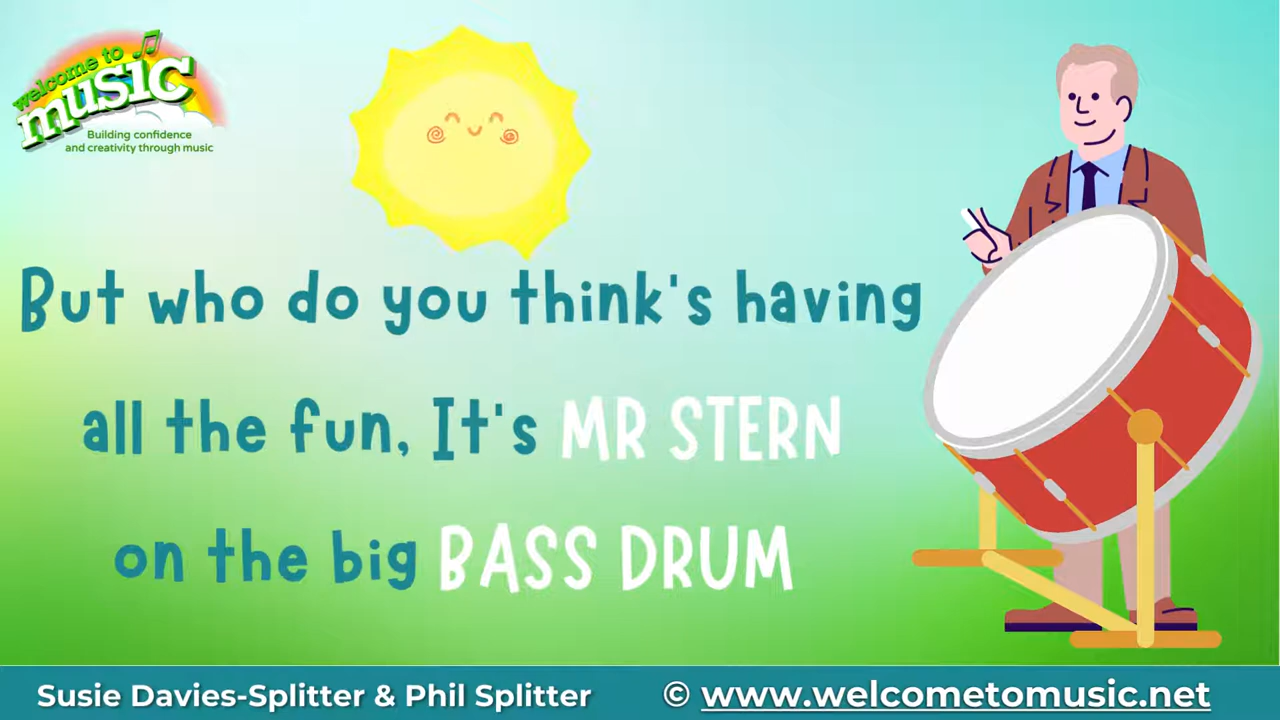 welcome to
music
Building confidence
and creativity through music
But who do you think's having
all the fun, It's MR STERN
on the big BASS DRUM
Susie Davies-Splitter & Phil Splitter © www.welcometomusic.net